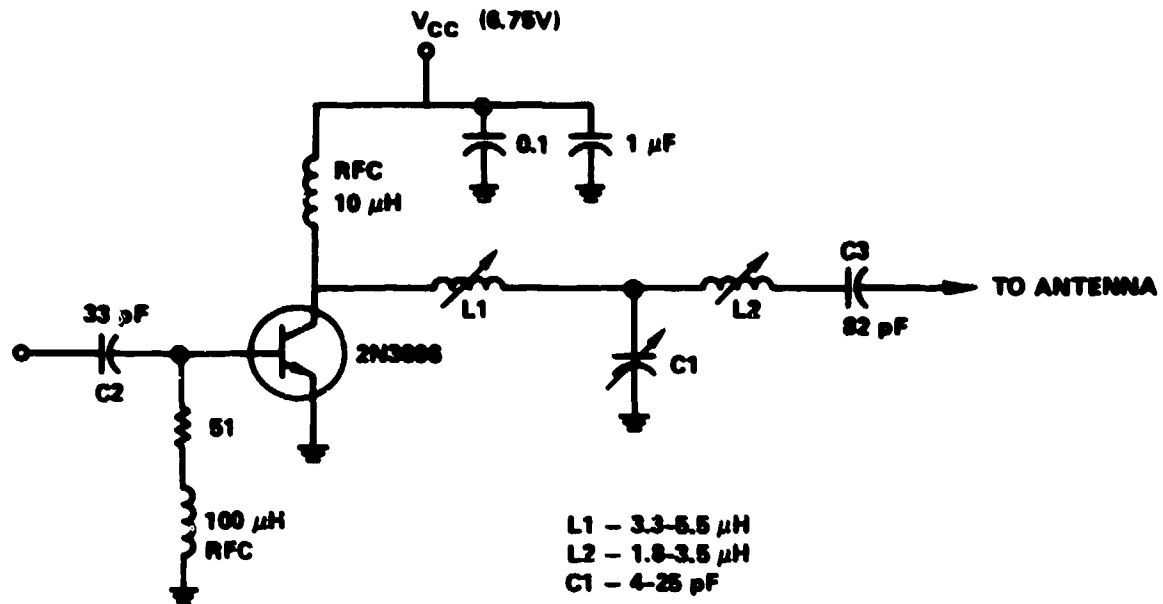 VCC (6.75V)
RFC
10 μH
0.1
1 μF
L1
L2
C3
82 pF
TO ANTENNA
33 pF
C2
2N3866
C1
51
100 μH
RFC
L1 – 3.3-5.5 μH
L2 – 1.8-3.5 μH
C1 – 4-25 pF